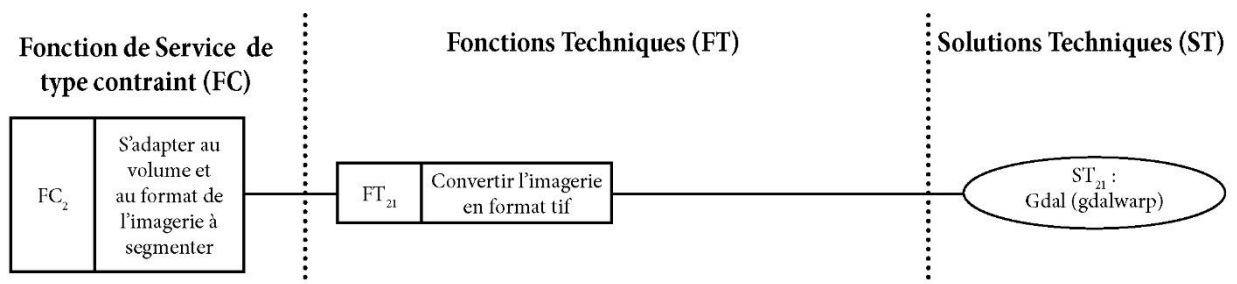 Fonction de Service de
type contraint (FC)
Fonctions Techniques (FT)
Solutions Techniques (ST)
FC₂
S'adapter au
volume et
au format de
l'imagerie à
segmenter
FT₂₁
Convertir l'imagerie
en format tif
ST₂₁ :
Gdal (gdalwarp)